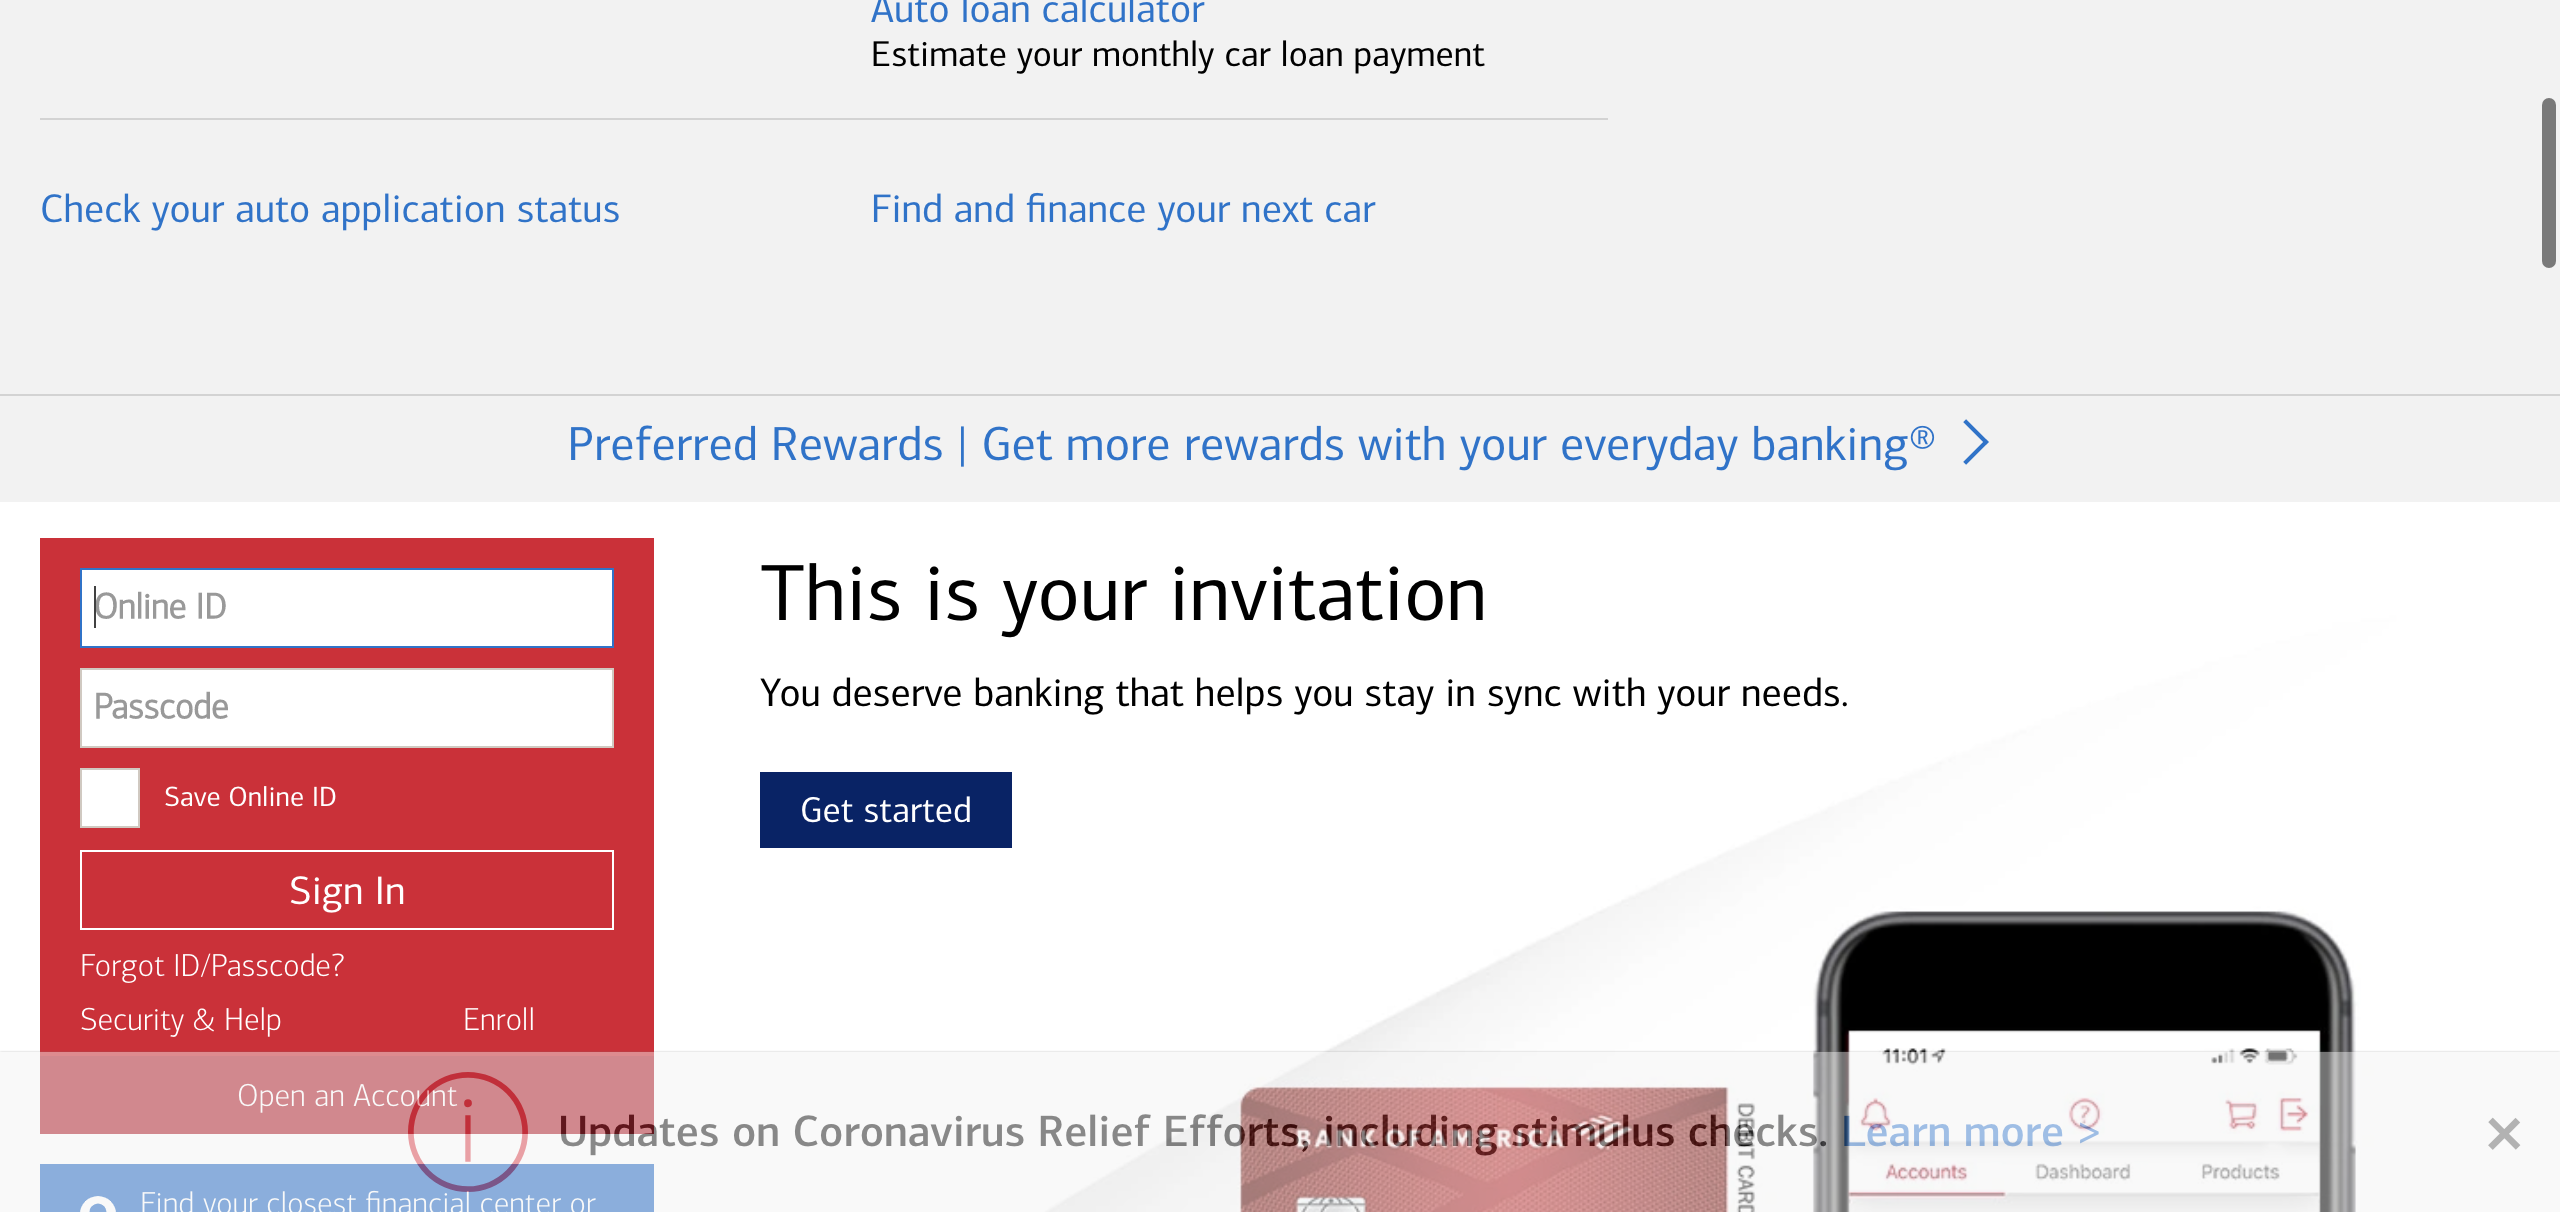 Auto loan calculator
Estimate your monthly car loan payment
Check your auto application status
Find and finance your next car
Preferred Rewards | Get more rewards with your everyday banking®
Online ID
Passcode
Save Online ID
Sign In
Forgot ID/Passcode?
Security & Help
Enroll
Open an Account
Find your closest financial center or
This is your invitation
You deserve banking that helps you stay in sync with your needs.
Get started
BANK OF AMERICA
DEBT CARD
11:01
?
Accounts
Dashboard
Products
Updates on Coronavirus Relief Efforts, including stimulus checks. Learn more >